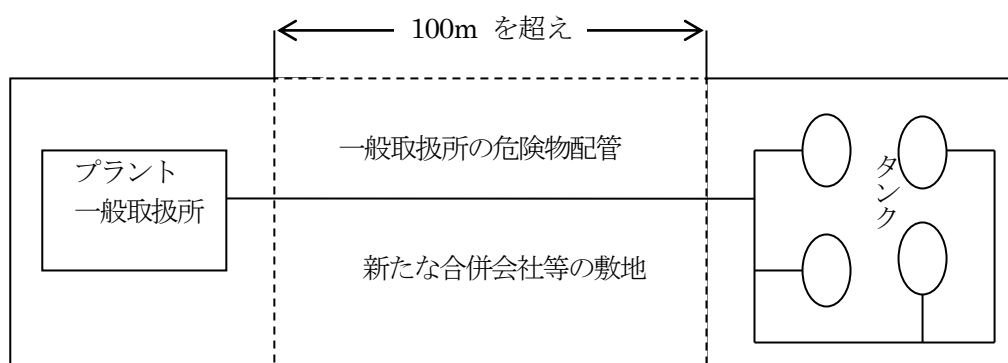 100m を超え
一般取扱所の危険物配管
プラント
一般取扱所
タンク
新たな合併会社等の敷地